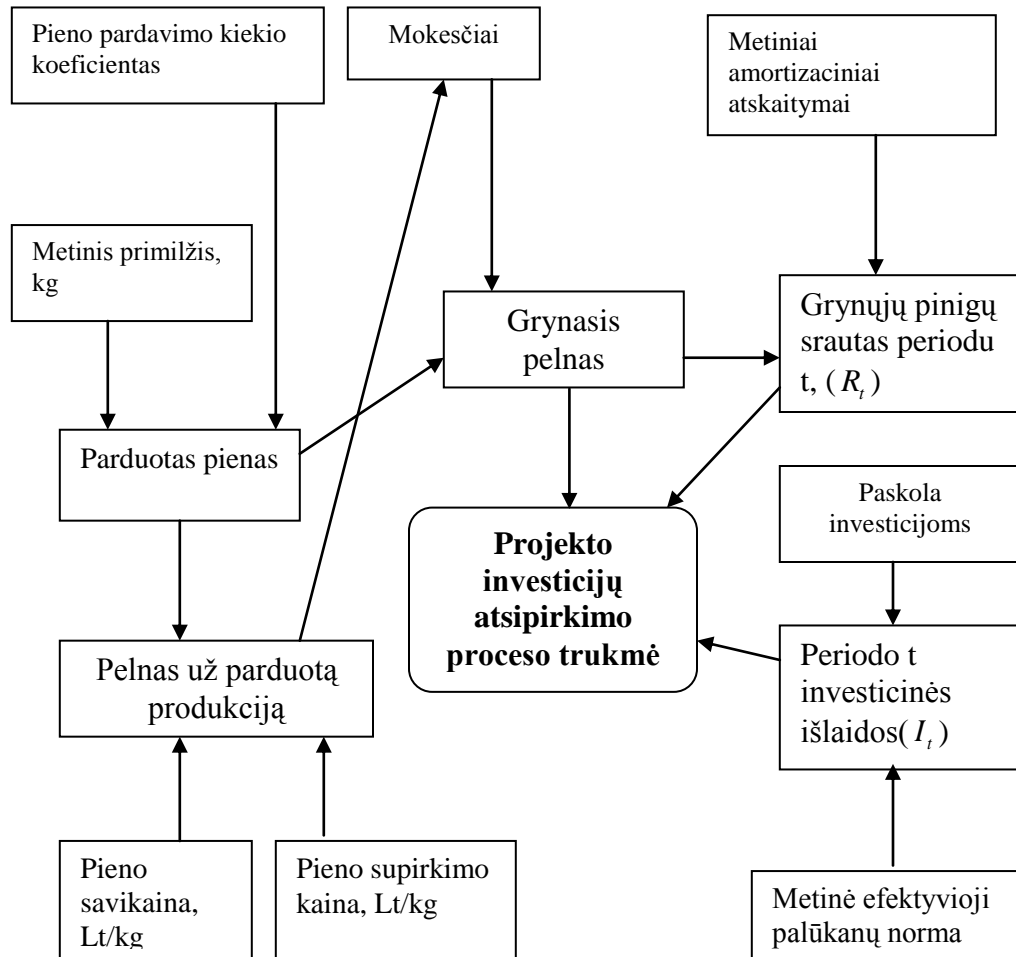 Pieno pardavimo kiekio
koeficientas
Mokesčiai
Metiniai
amortizaciniai
atskaitymai
Metinis primilžis,
kg
Grynasis
pelnas
Grynųjų pinigų
srautas periodu
t, ( R_t )
Parduotas pienas
Paskola
investicijoms
Projekto
investicijų
atsipirkimo
proceso trukmė
Pelnas už parduotą
produkciją
Periodo t
investicinės
išlaidos( I_t )
Pieno
savikaina,
Lt/kg
Pieno supirkimo
kaina, Lt/kg
Metinė efektyvioji
palūkanų norma